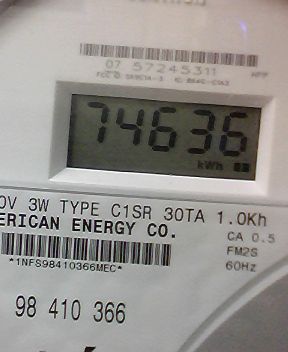 07 57245311
74636
kWh
0V 3W TYPE C1SR 30TA 1.0Kh
ERICAN ENERGY CO.
CA 0.5
FM2S
60Hz
*1NFS98410366MEC*
98 410 366